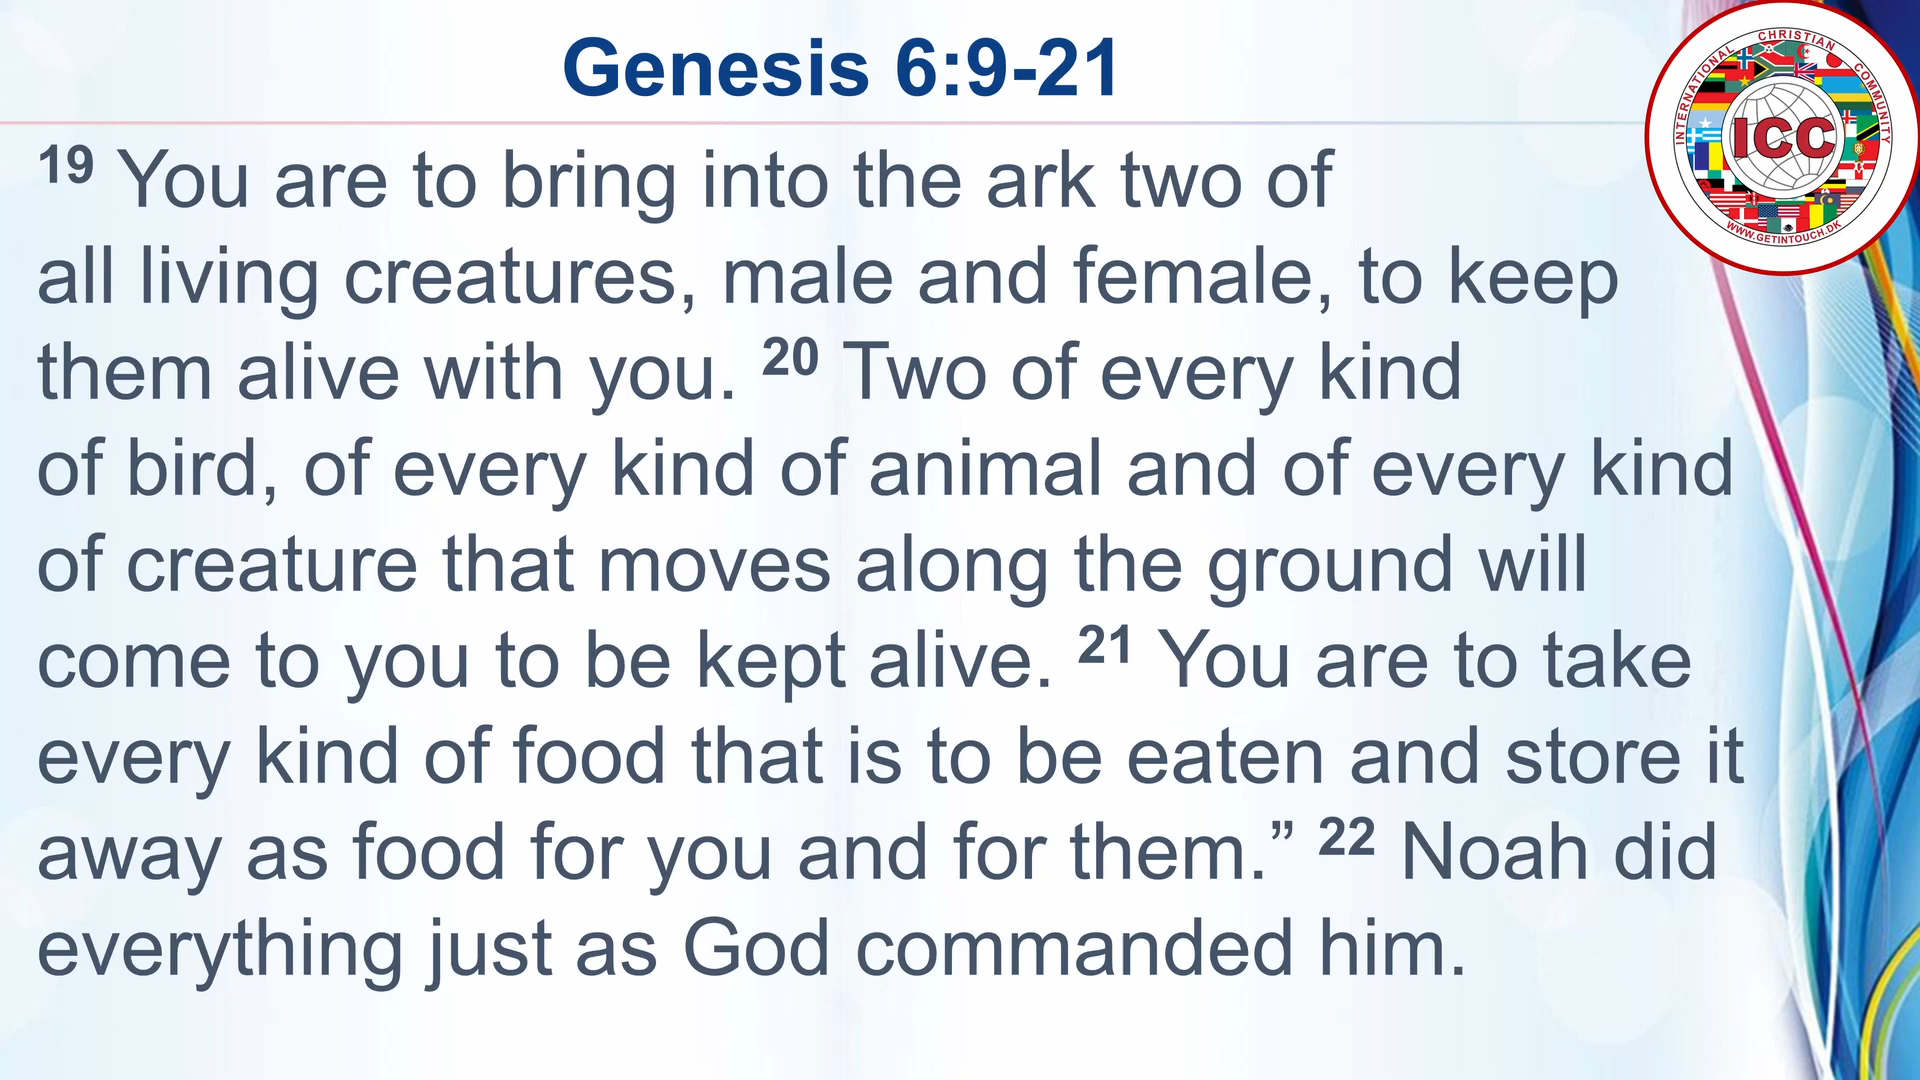 Genesis 6:9-21
19 You are to bring into the ark two of
all living creatures, male and female, to keep
them alive with you. 20 Two of every kind
of bird, of every kind of animal and of every kind
of creature that moves along the ground will
come to you to be kept alive. 21 You are to take
every kind of food that is to be eaten and store it
away as food for you and for them.” 22 Noah did
everything just as God commanded him.
INTERNATIONAL CHRISTIAN COMMUNITY
ICC
WWW.GETINTOUCH.DK